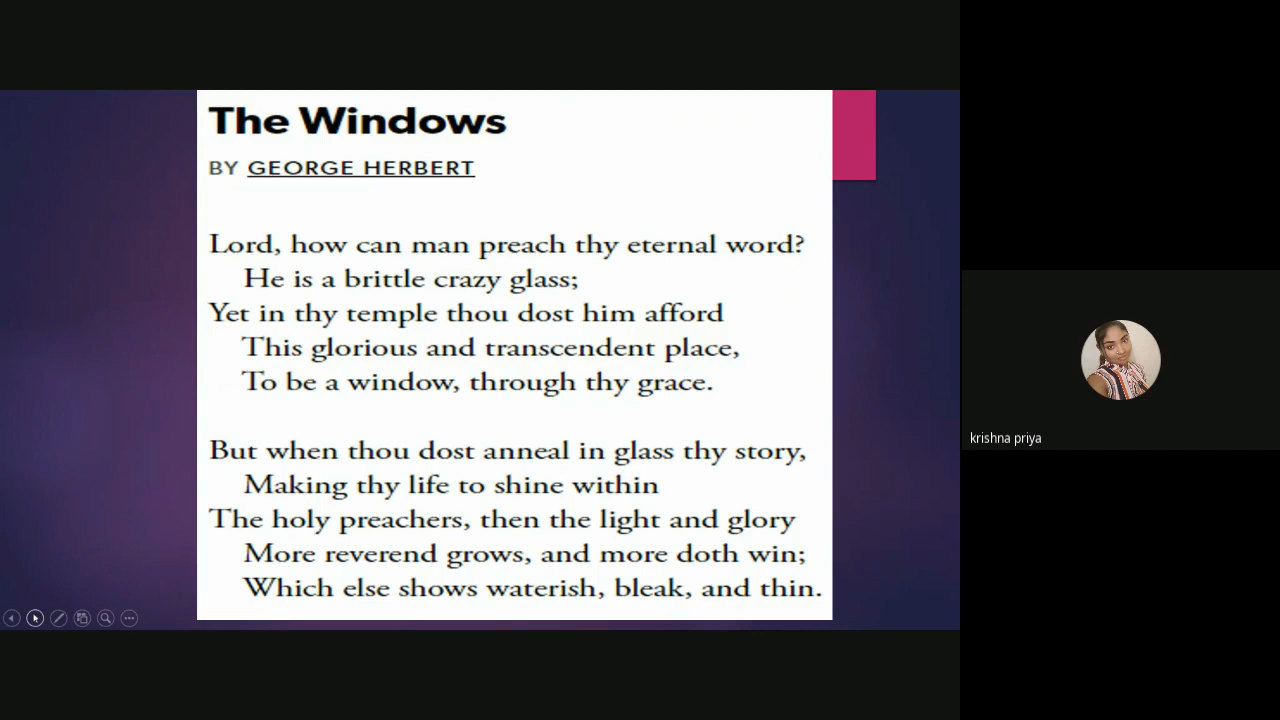 The Windows
BY GEORGE HERBERT
Lord, how can man preach thy eternal word?
He is a brittle crazy glass;
Yet in thy temple thou dost him afford
This glorious and transcendent place,
To be a window, through thy grace.
But when thou dost anneal in glass thy story,
Making thy life to shine within
The holy preachers, then the light and glory
More reverend grows, and more doth win;
Which else shows waterish, bleak, and thin.
krishna priya